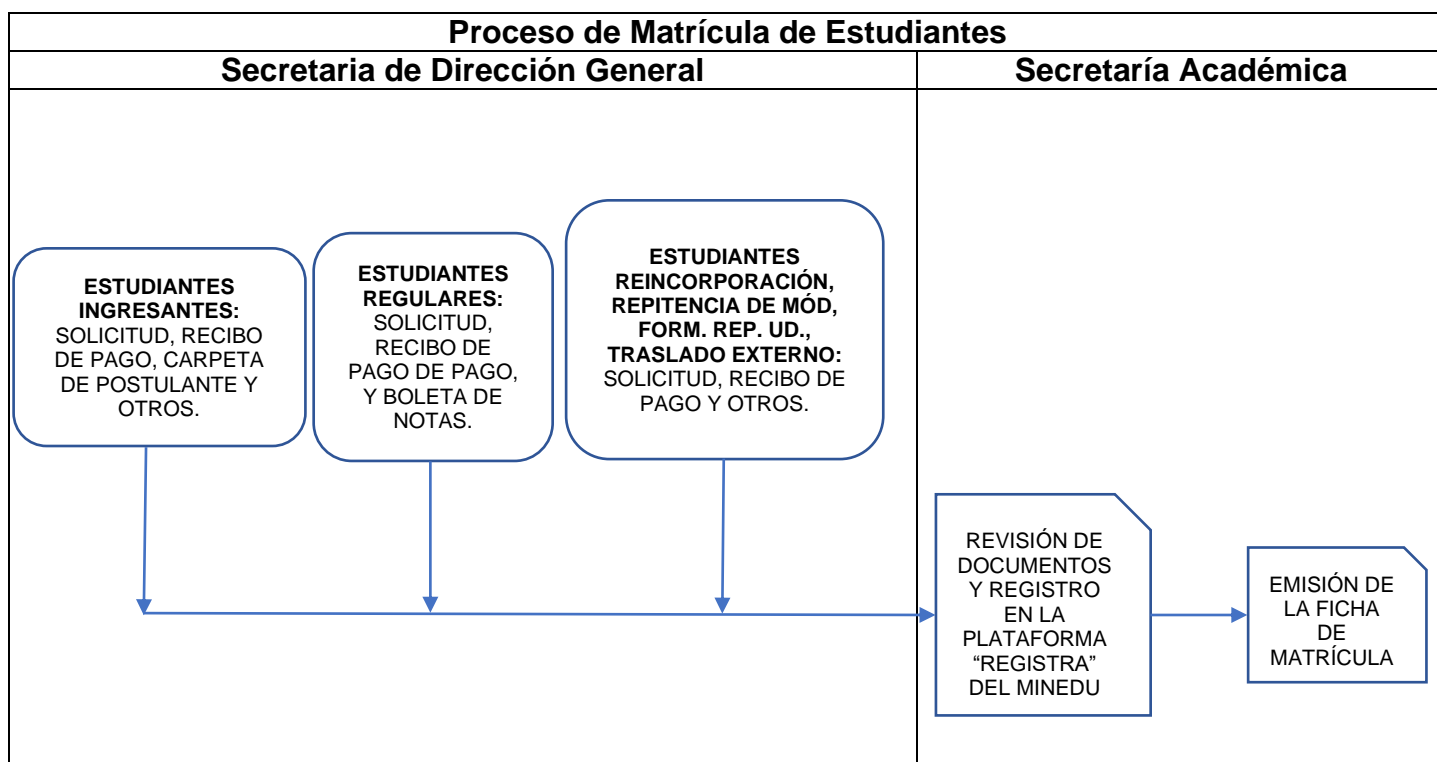 Proceso de Matrícula de Estudiantes
Secretaria de Dirección General
Secretaría Académica
ESTUDIANTES
INGRESANTES:
SOLICITUD, RECIBO
DE PAGO, CARPETA
DE POSTULANTE Y
OTROS.
ESTUDIANTES
REGULARES:
SOLICITUD,
RECIBO DE
PAGO DE PAGO,
Y BOLETA DE
NOTAS.
ESTUDIANTES
REINCORPORACIÓN,
REPITENCIA DE MÓD,
FORM. REP. UD.,
TRASLADO EXTERNO:
SOLICITUD, RECIBO DE
PAGO Y OTROS.
REVISIÓN DE
DOCUMENTOS
Y REGISTRO
EN LA
PLATAFORMA
“REGISTRA”
DEL MINEDU
EMISIÓN DE
LA FICHA
DE
MATRÍCULA